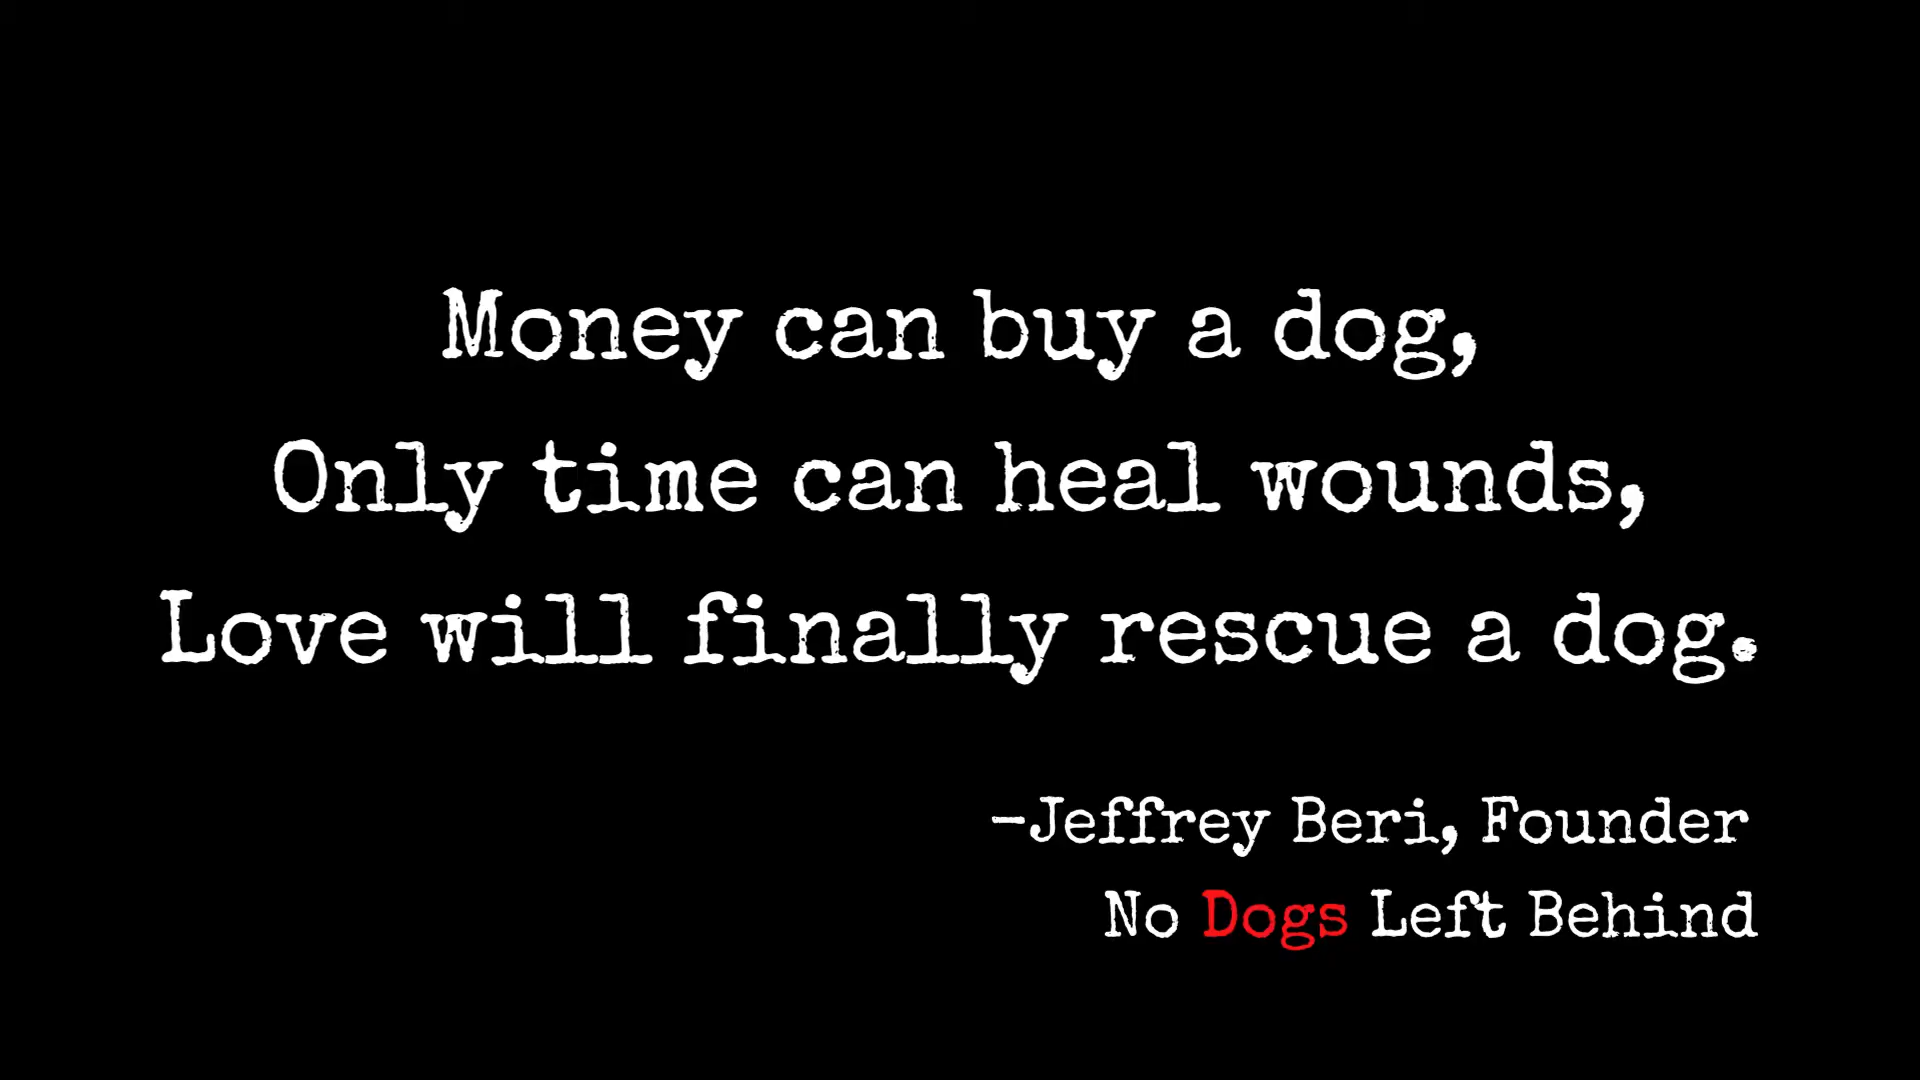 Money can buy a dog,
Only time can heal wounds,
Love will finally rescue a dog.
-Jeffrey Beri, Founder
No Dogs Left Behind